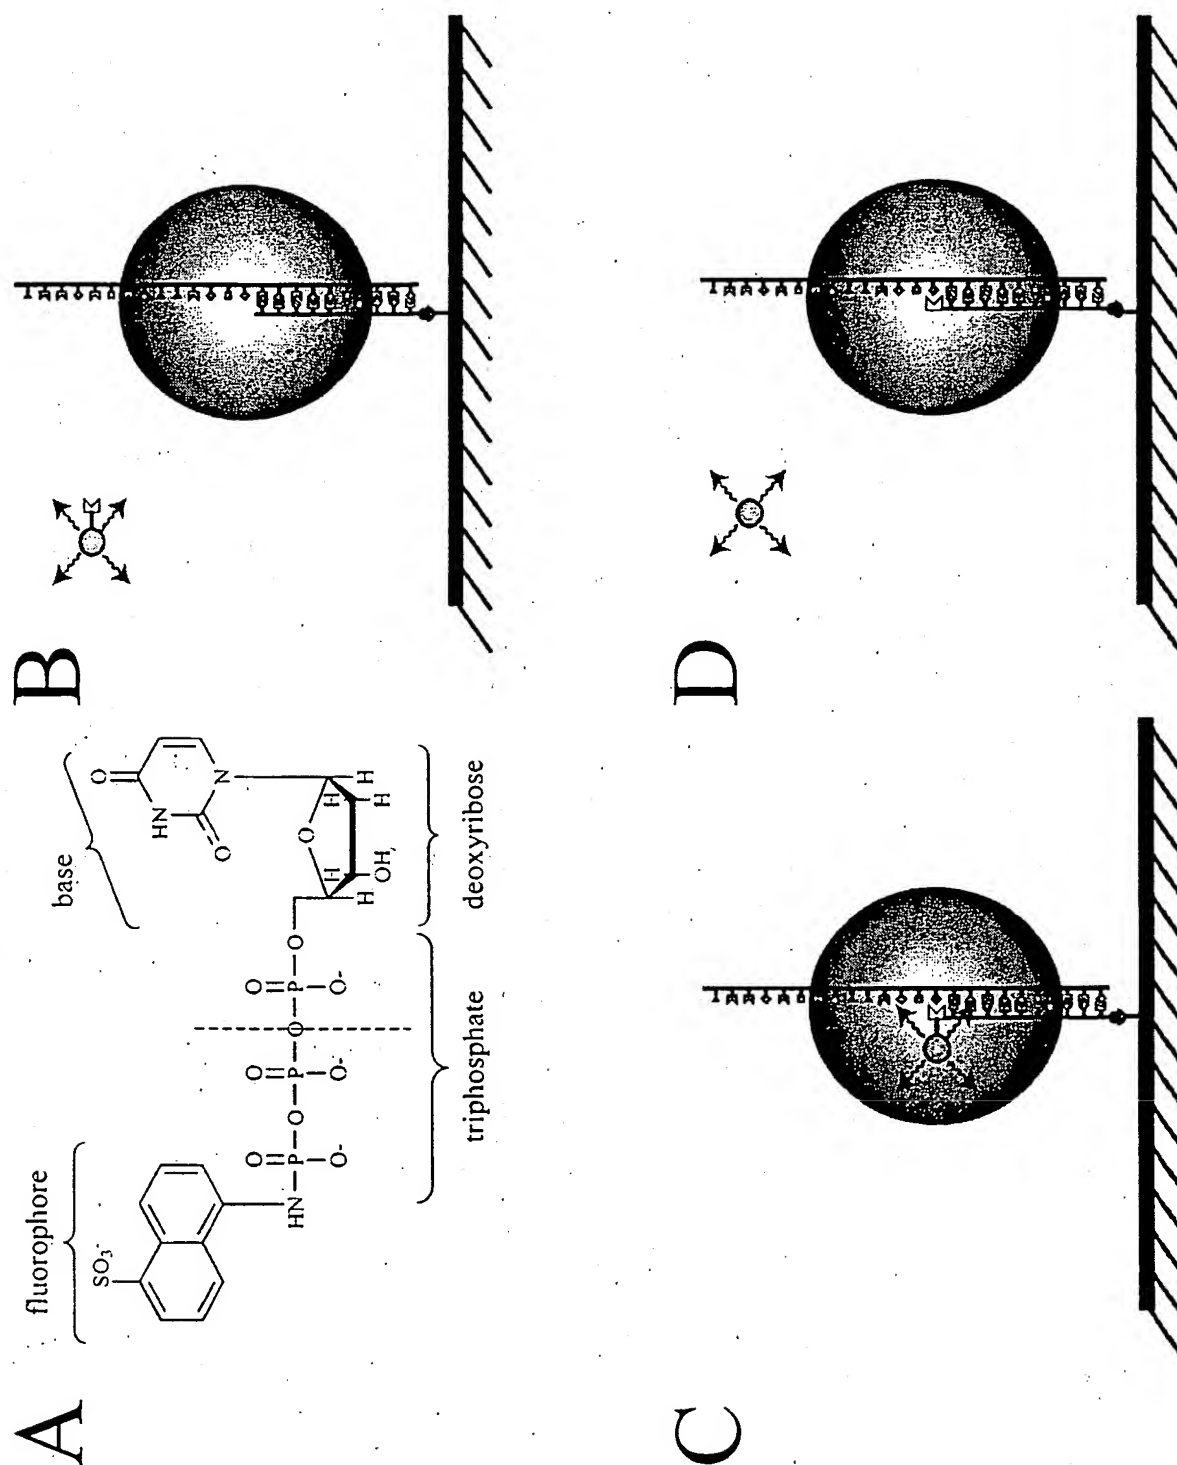 A
fluorophore
base
SO3-
HN
O
P
O-
O
O
P
O-
O
O
P
O-
O
O
HN
O
N
O
H
H
H
H
H
OH
triphosphate
deoxyribose
B
C
D